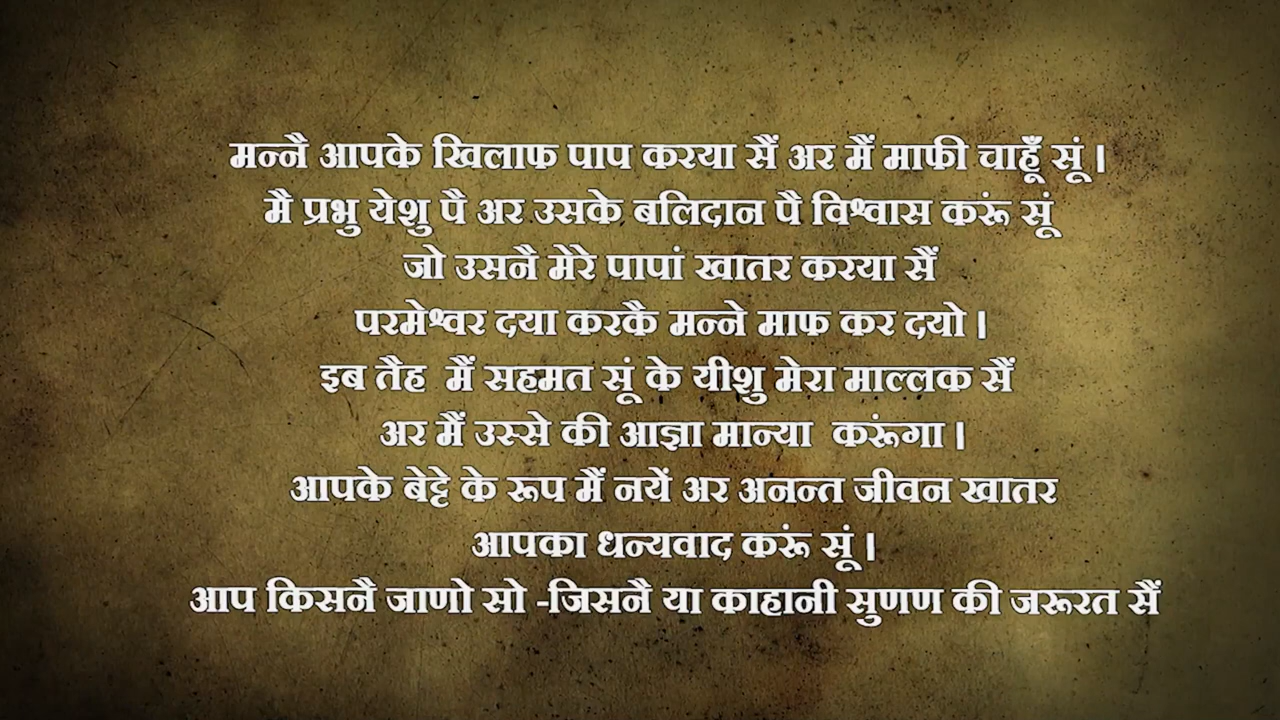 मन्नै आपके खिलाफ पाप करया सैं अर मैं माफी चाहूँ सूं।
मै प्रभु येशु पै अर उसके बलिदान पै विश्वास करूं सूं
जो उसनै मेरे पापां खातर करया सैं
परमेश्वर दया करकै मन्ने माफ कर दयो।
इब तैह मैं सहमत सूं के यीशु मेरा माल्लक सैं
अर मैं उस्से की आज्ञा मान्या करूंगा।
आपके बेट्टे के रूप मैं नयें अर अनन्त जीवन खातर
आपका धन्यवाद करूं सूं।
आप किसनै जाणो सो -जिसनै या काहानी सुणण की जरूरत सैं